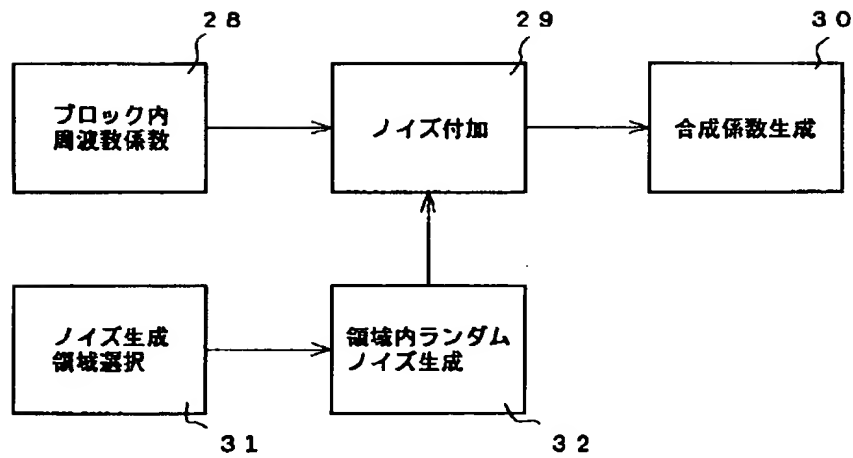 28
29
30
ブロック内
周波数係数
ノイズ付加
合成係数生成
ノイズ生成
領域選択
領域内ランダム
ノイズ生成
31
32